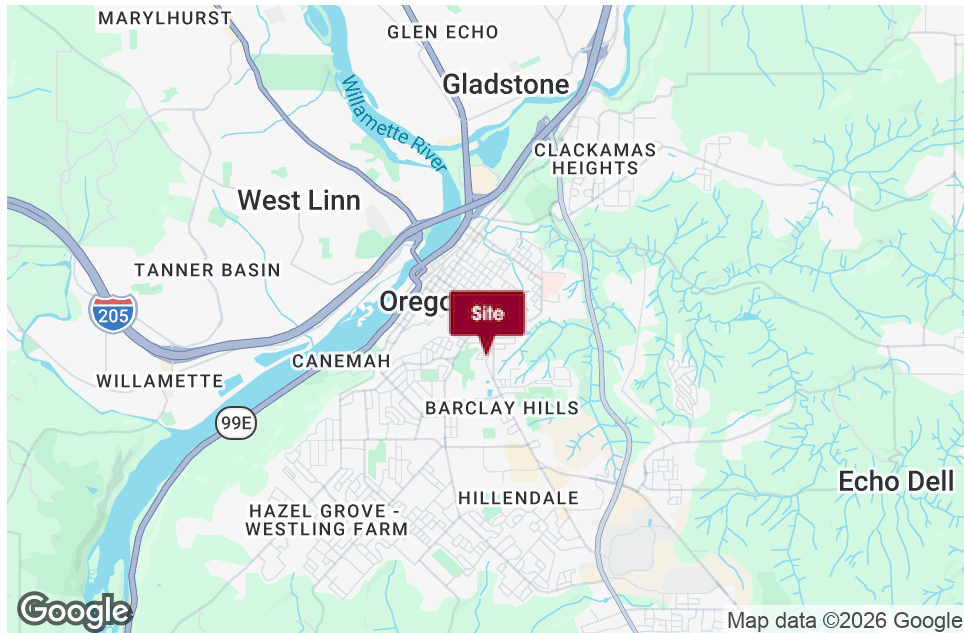 MARYLHURST
GLEN ECHO
Gladstone
Willamette River
CLACKAMAS
HEIGHTS
West Linn
TANNER BASIN
205
Orego
Site
CANEMAH
WILLAMETTE
BARCLAY HILLS
99E
Echo Dell
HILLENDALE
HAZEL GROVE -
WESTLING FARM
Google
Map data ©2026 Google